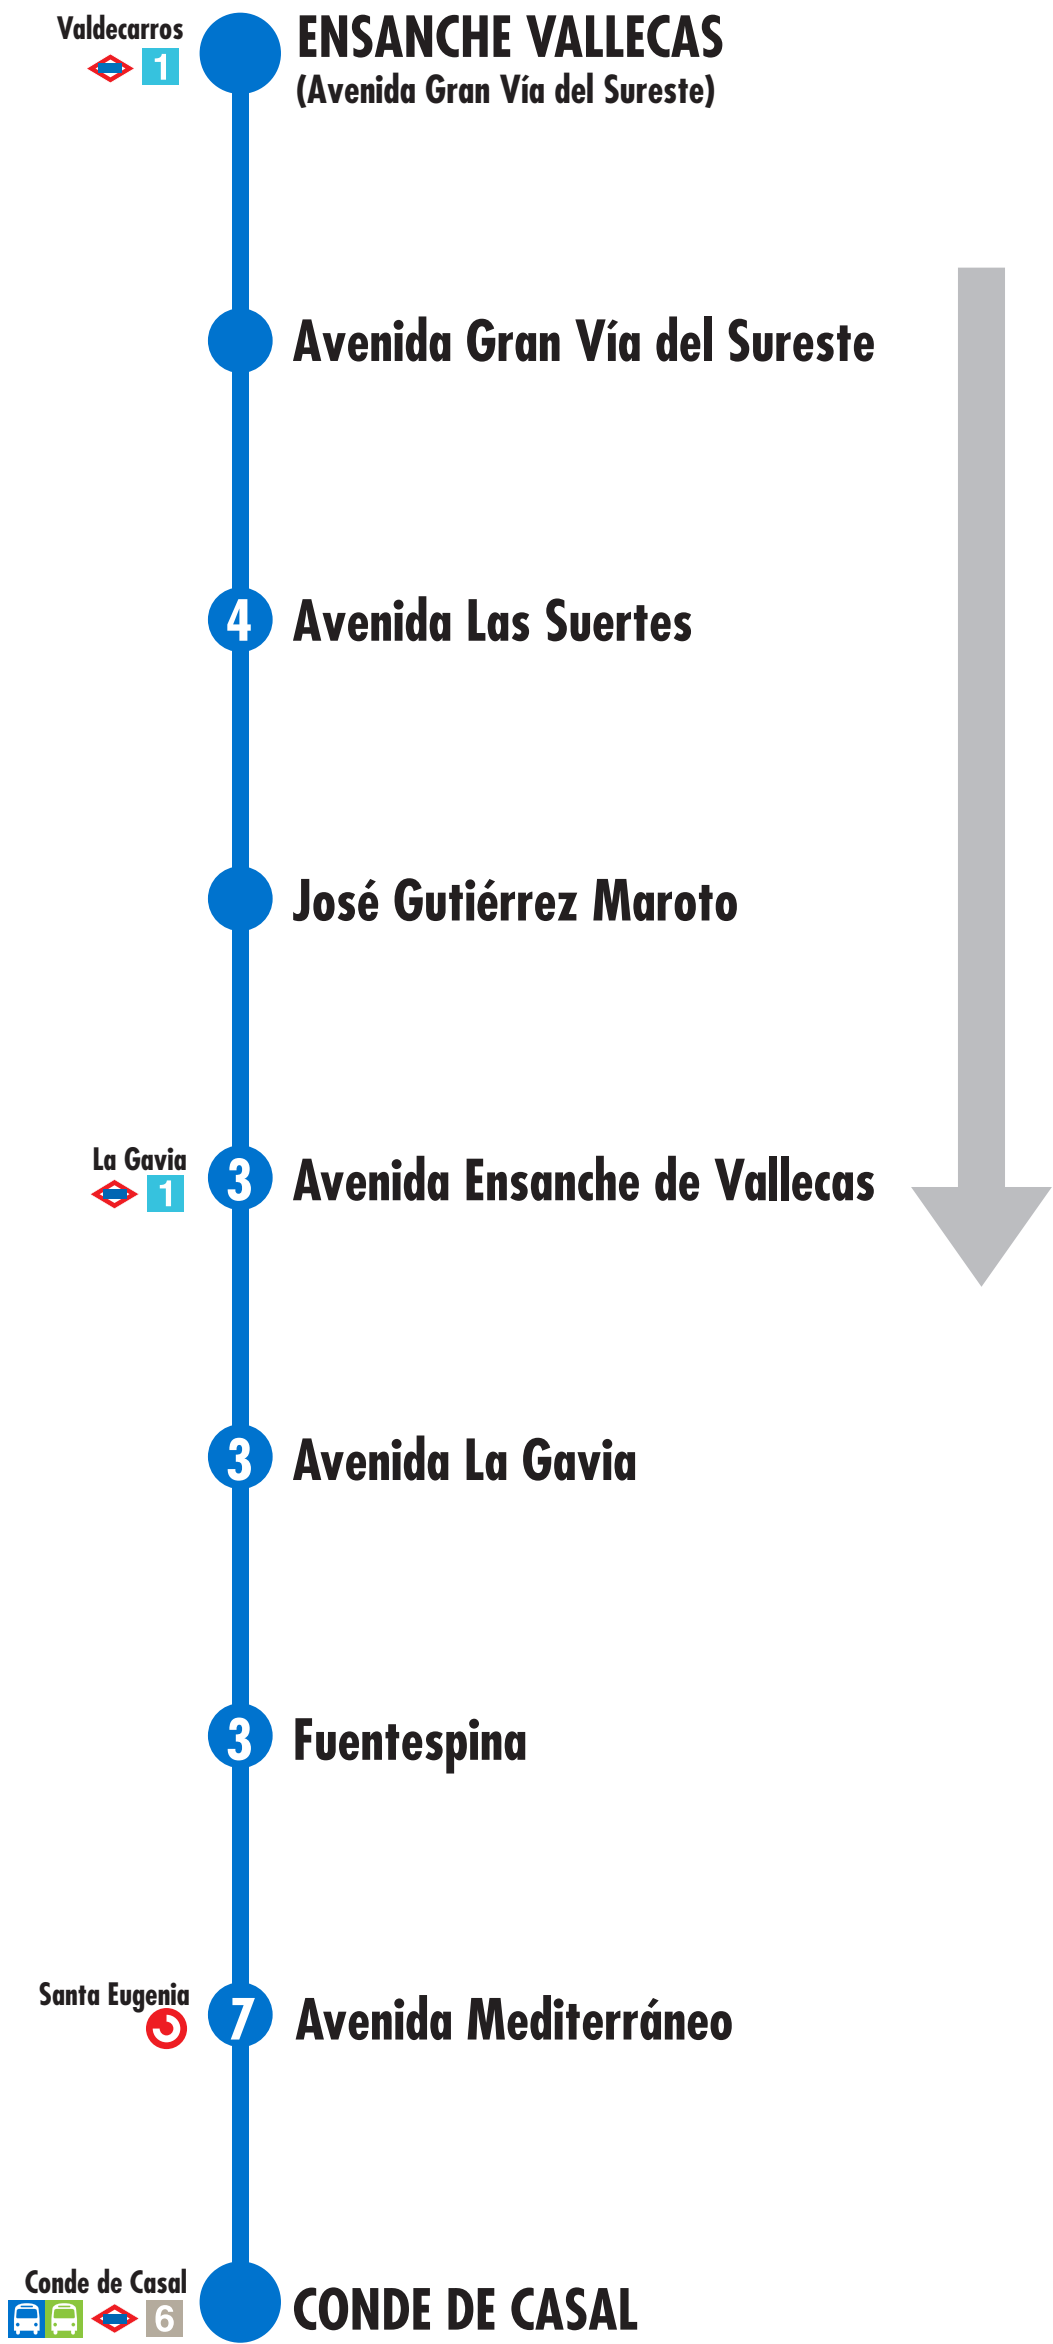 Valdecarros
1
ENSANCHE VALLECAS
(Avenida Gran Vía del Sureste)
Avenida Gran Vía del Sureste
4 Avenida Las Suertes
José Gutiérrez Maroto
La Gavia
1
3 Avenida Ensanche de Vallecas
3 Avenida La Gavia
3 Fuentespina
Santa Eugenia
7 Avenida Mediterráneo
Conde de Casal
6
CONDE DE CASAL